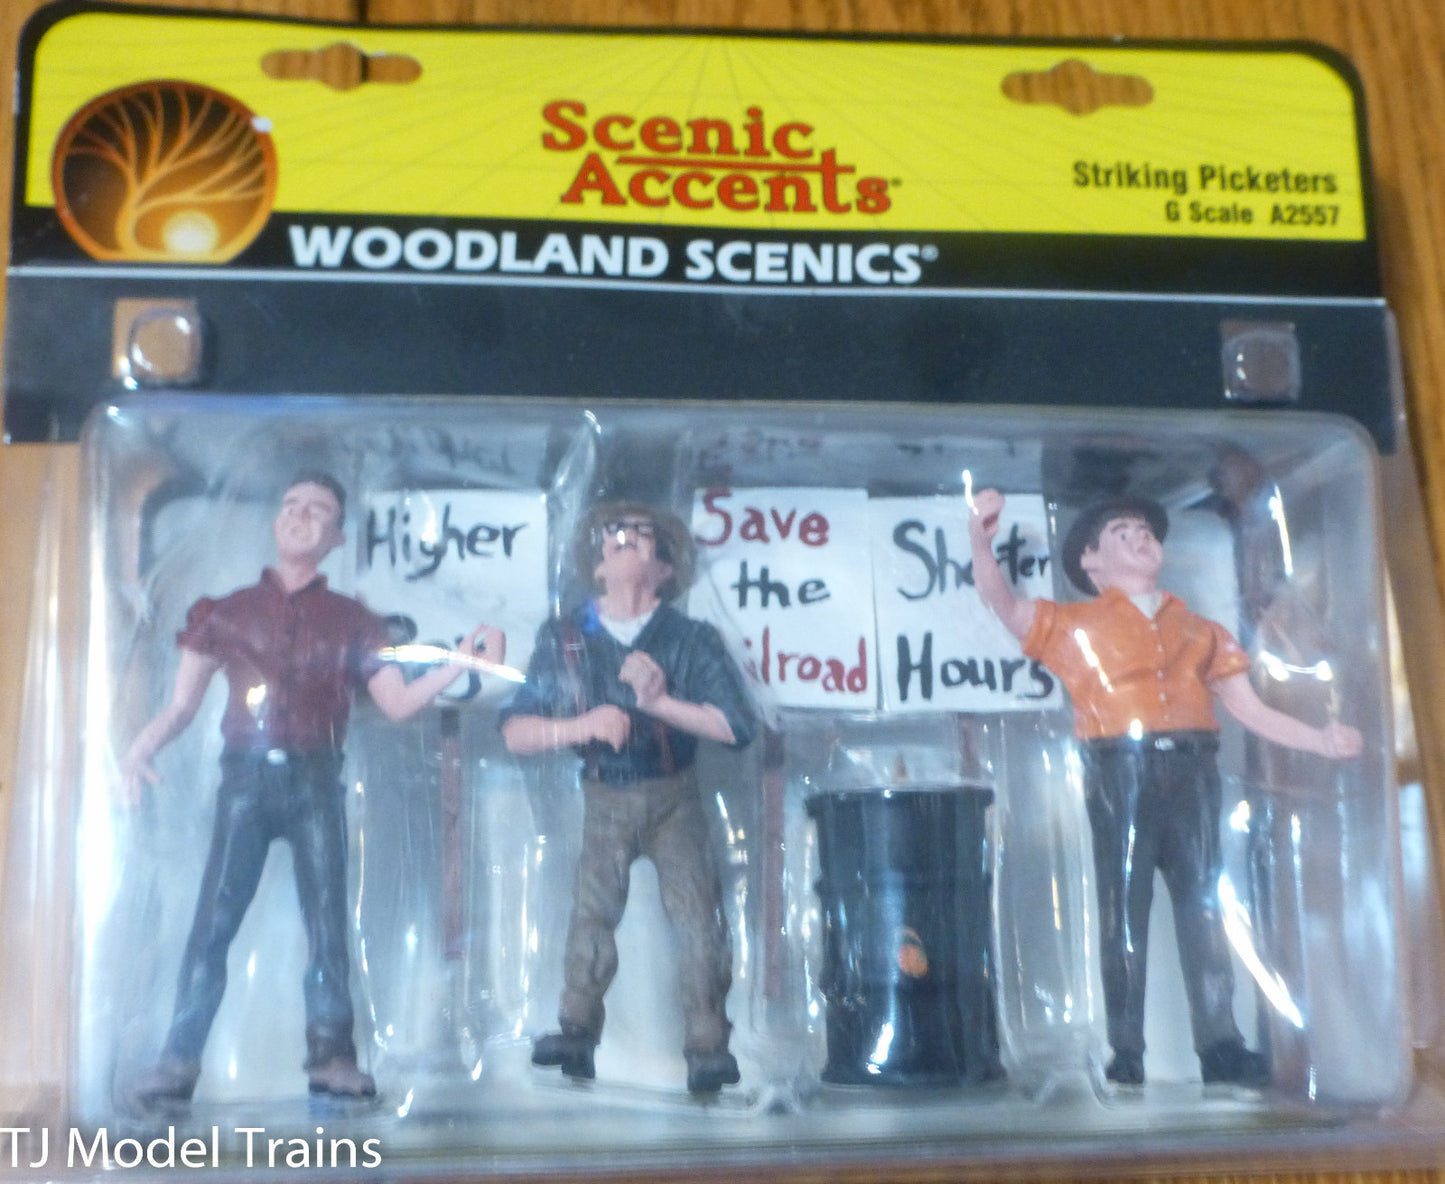 Scenic
Accents
Striking Picketers
G Scale A2557
WOODLAND SCENICS®
Higher
Save
the
Hours
TJ Model Trains